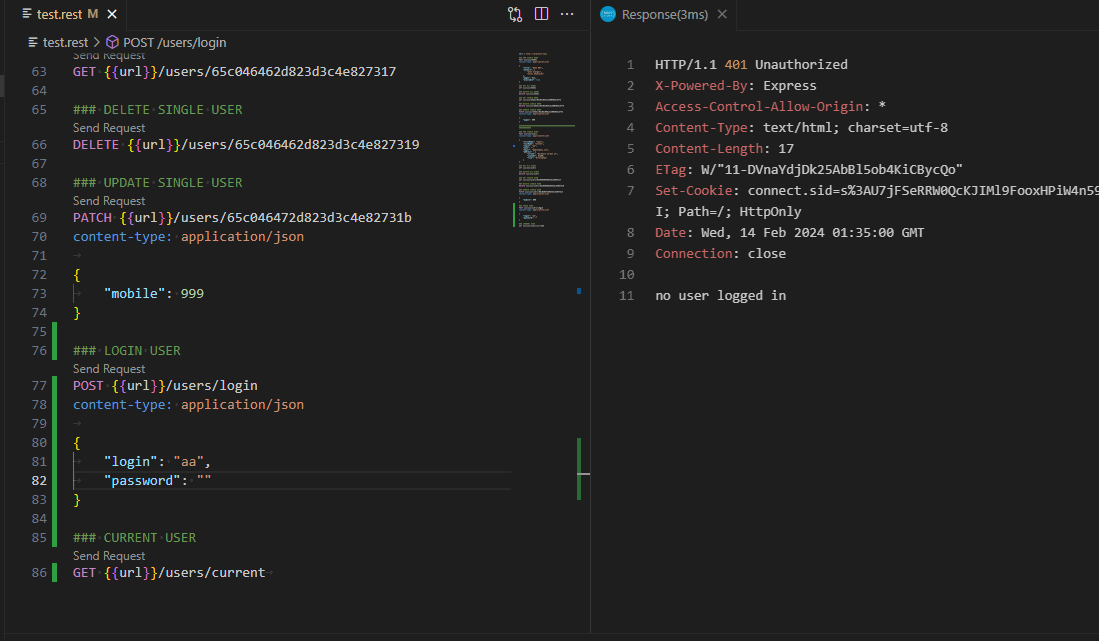 test.rest M
Response(3ms)
test.rest > POST /users/login
Send Request
63 GET {{url}}/users/65c046462d823d3c4e827317
64
65 ### DELETE SINGLE USER
Send Request
66 DELETE {{url}}/users/65c046462d823d3c4e827319
67
68 ### UPDATE SINGLE USER
Send Request
69 PATCH {{url}}/users/65c046472d823d3c4e82731b
70 content-type: application/json
71
72 {
73 "mobile": 999
74 }
75
76 ### LOGIN USER
Send Request
77 POST {{url}}/users/login
78 content-type: application/json
79
80 {
81 "login": "aa",
82 "password": ""
83 }
84
85 ### CURRENT USER
Send Request
86 GET {{url}}/users/current
1 HTTP/1.1 401 Unauthorized
2 X-Powered-By: Express
3 Access-Control-Allow-Origin: *
4 Content-Type: text/html; charset=utf-8
5 Content-Length: 17
6 ETag: W/"11-DVnaYdjDk25AbBl5ob4KiCBycQo"
7 Set-Cookie: connect.sid=s%3AU7jFSeRRW0QcKJIMl9FooxHPiW4n59
I; Path=/; HttpOnly
8 Date: Wed, 14 Feb 2024 01:35:00 GMT
9 Connection: close
10
11 no user logged in